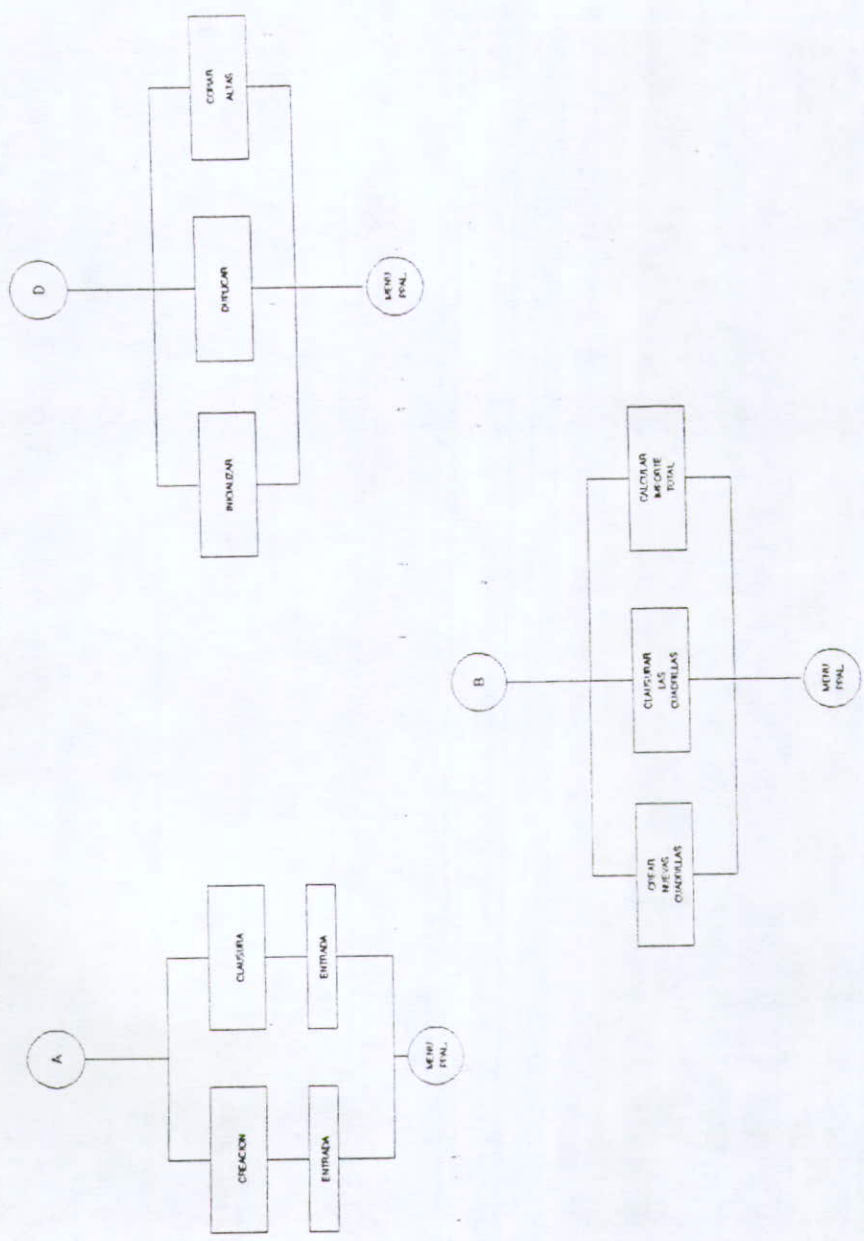 A
CREACION
CLAUSURA
ENTRADA
ENTRADA
MENU
PPAL.
D
INICIALIZAR
DUPLICAR
COPIAR
ALTAS
MENU
PPAL.
B
CREAR
NUEVAS
CUADRILLAS
CLAUSURAR
LAS
CUADRILLAS
CALCULAR
IMPORTE
TOTAL
MENU
PPAL.